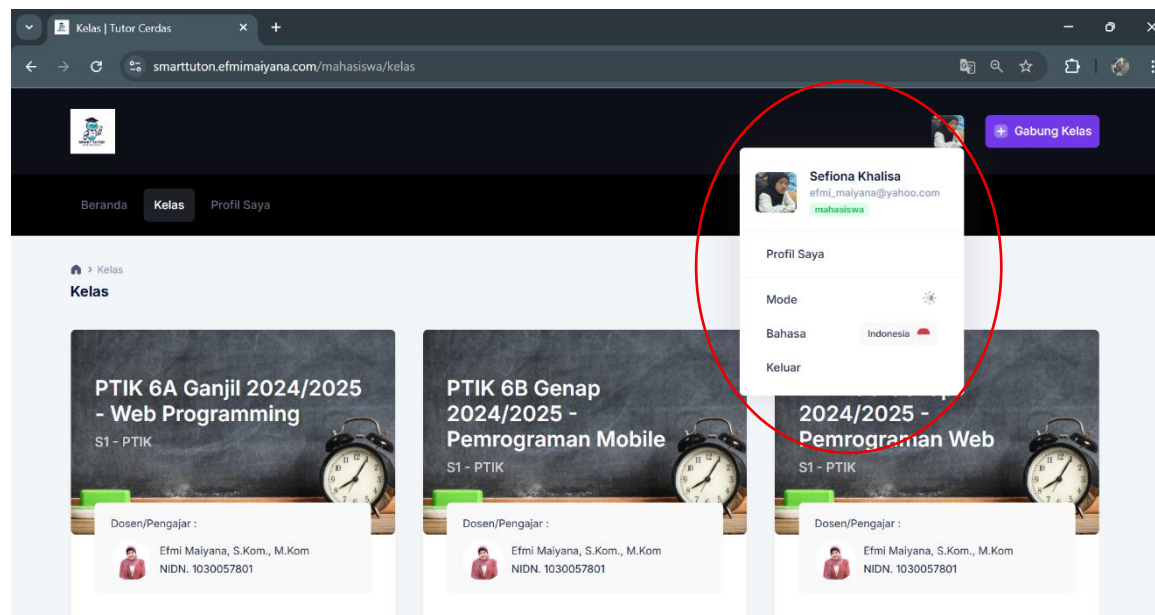 Kelas | Tutor Cerdas
smarttuton.efmimaiyana.com/mahasiswa/kelas
SMART TUTOR
Gabung Kelas
Beranda Kelas Profil Saya
Sefiona Khalisa
efmi_maiyana@yahoo.com
mahasiswa
Profil Saya
Mode
Bahasa Indonesia
Keluar
> Kelas
Kelas
PTIK 6A Ganjil 2024/2025
- Web Programming
S1 - PTIK
Dosen/Pengajar :
Efmi Maiyana, S.Kom., M.Kom
NIDN. 1030057801
PTIK 6B Genap
2024/2025 -
Pemrograman Mobile
S1 - PTIK
Dosen/Pengajar :
Efmi Maiyana, S.Kom., M.Kom
NIDN. 1030057801
2024/2025 -
Pemrograman Web
S1 - PTIK
Dosen/Pengajar :
Efmi Maiyana, S.Kom., M.Kom
NIDN. 1030057801